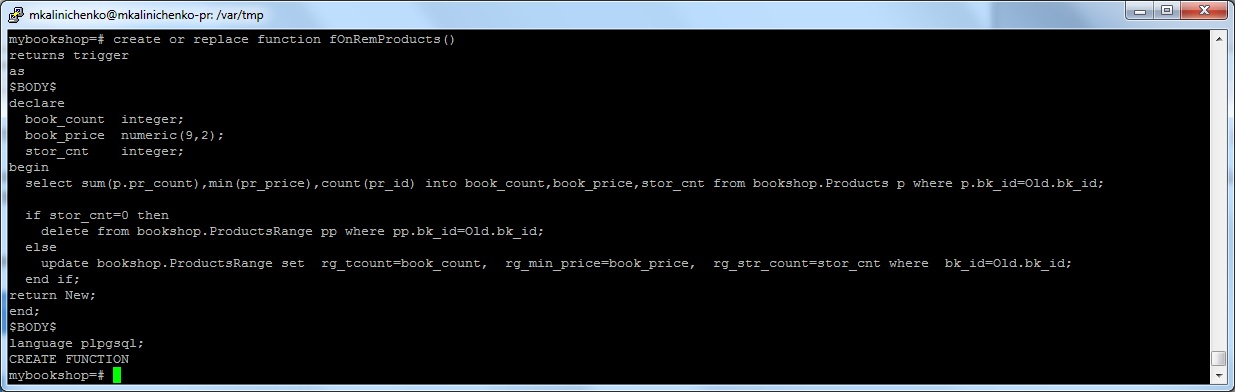 mkalinichenko@mkalinichenko-pr: /var/tmp
mybookshop=# create or replace function fOnRemProducts()
returns trigger
as
$BODY$
declare
  book_count  integer;
  book_price  numeric(9,2);
  stor_cnt    integer;
begin
  select sum(p.pr_count),min(pr_price),count(pr_id) into book_count,book_price,stor_cnt from bookshop.Products p where p.bk_id=Old.bk_id;

  if stor_cnt=0 then
    delete from bookshop.ProductsRange pp where pp.bk_id=Old.bk_id;
  else
    update bookshop.ProductsRange set  rg_tcount=book_count,  rg_min_price=book_price,  rg_str_count=stor_cnt where  bk_id=Old.bk_id;
  end if;
return New;
end;
$BODY$
language plpgsql;
CREATE FUNCTION
mybookshop=#